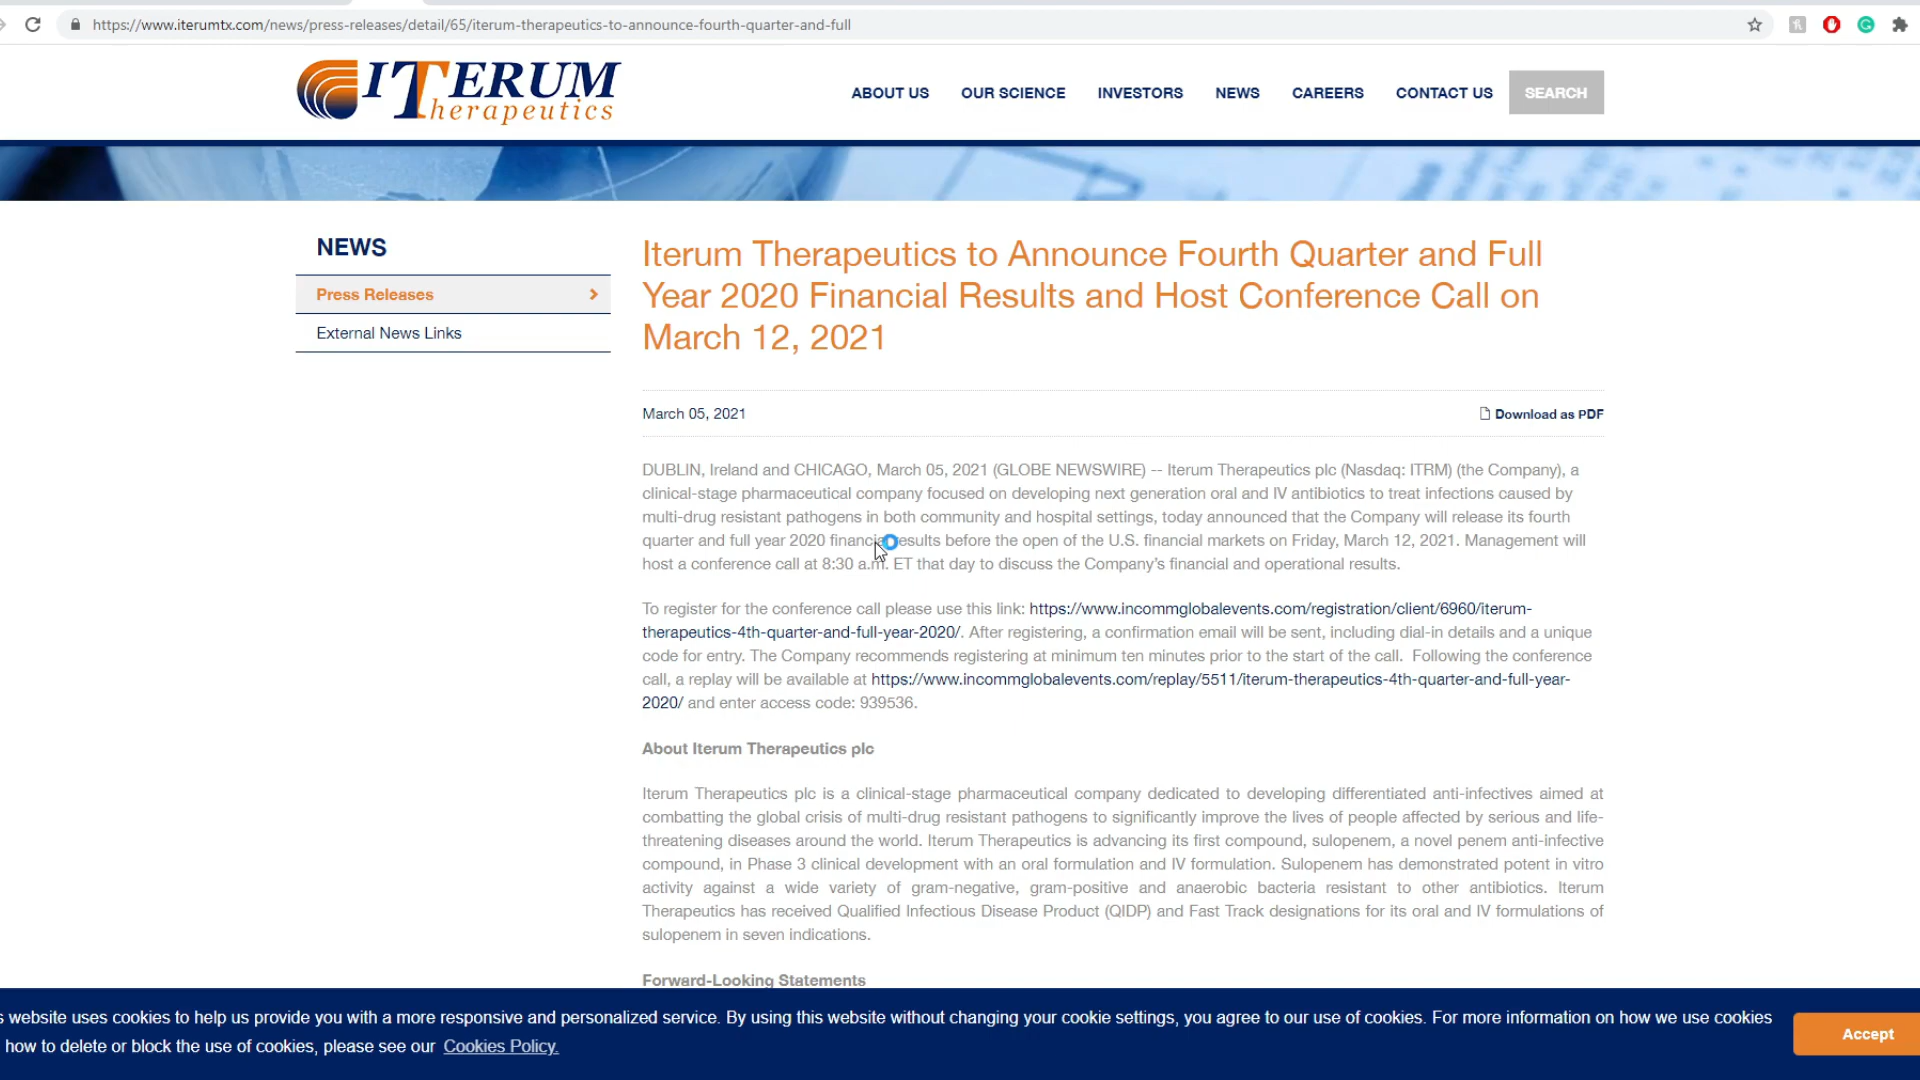 https://www.iterumtx.com/news/press-releases/detail/65/iterum-therapeutics-to-announce-fourth-quarter-and-full
ITERUM
Therapeutics
ABOUT US
OUR SCIENCE
INVESTORS
NEWS
CAREERS
CONTACT US
SEARCH
NEWS
Press Releases
External News Links
Iterum Therapeutics to Announce Fourth Quarter and Full
Year 2020 Financial Results and Host Conference Call on
March 12, 2021
March 05, 2021
Download as PDF
DUBLIN, Ireland and CHICAGO, March 05, 2021 (GLOBE NEWSWIRE) -- Iterum Therapeutics plc (Nasdaq: ITRM) (the Company), a
clinical-stage pharmaceutical company focused on developing next generation oral and IV antibiotics to treat infections caused by
multi-drug resistant pathogens in both community and hospital settings, today announced that the Company will release its fourth
quarter and full year 2020 financial results before the open of the U.S. financial markets on Friday, March 12, 2021. Management will
host a conference call at 8:30 a.m. ET that day to discuss the Company's financial and operational results.
To register for the conference call please use this link: https://www.incommglobalevents.com/registration/client/6960/iterum-
therapeutics-4th-quarter-and-full-year-2020/. After registering, a confirmation email will be sent, including dial-in details and a unique
code for entry. The Company recommends registering at minimum ten minutes prior to the start of the call. Following the conference
call, a replay will be available at https://www.incommglobalevents.com/replay/5511/iterum-therapeutics-4th-quarter-and-full-year-
2020/ and enter access code: 939536.
About Iterum Therapeutics plc
Iterum Therapeutics plc is a clinical-stage pharmaceutical company dedicated to developing differentiated anti-infectives aimed at
combatting the global crisis of multi-drug resistant pathogens to significantly improve the lives of people affected by serious and life-
threatening diseases around the world. Iterum Therapeutics is advancing its first compound, sulopenem, a novel penem anti-infective
compound, in Phase 3 clinical development with an oral formulation and IV formulation. Sulopenem has demonstrated potent in vitro
activity against a wide variety of gram-negative, gram-positive and anaerobic bacteria resistant to other antibiotics. Iterum
Therapeutics has received Qualified Infectious Disease Product (QIDP) and Fast Track designations for its oral and IV formulations of
sulopenem in seven indications.
Forward-Looking Statements
s website uses cookies to help us provide you with a more responsive and personalized service. By using this website without changing your cookie settings, you agree to our use of cookies. For more information on how we use cookies
how to delete or block the use of cookies, please see our Cookies Policy.
Accept